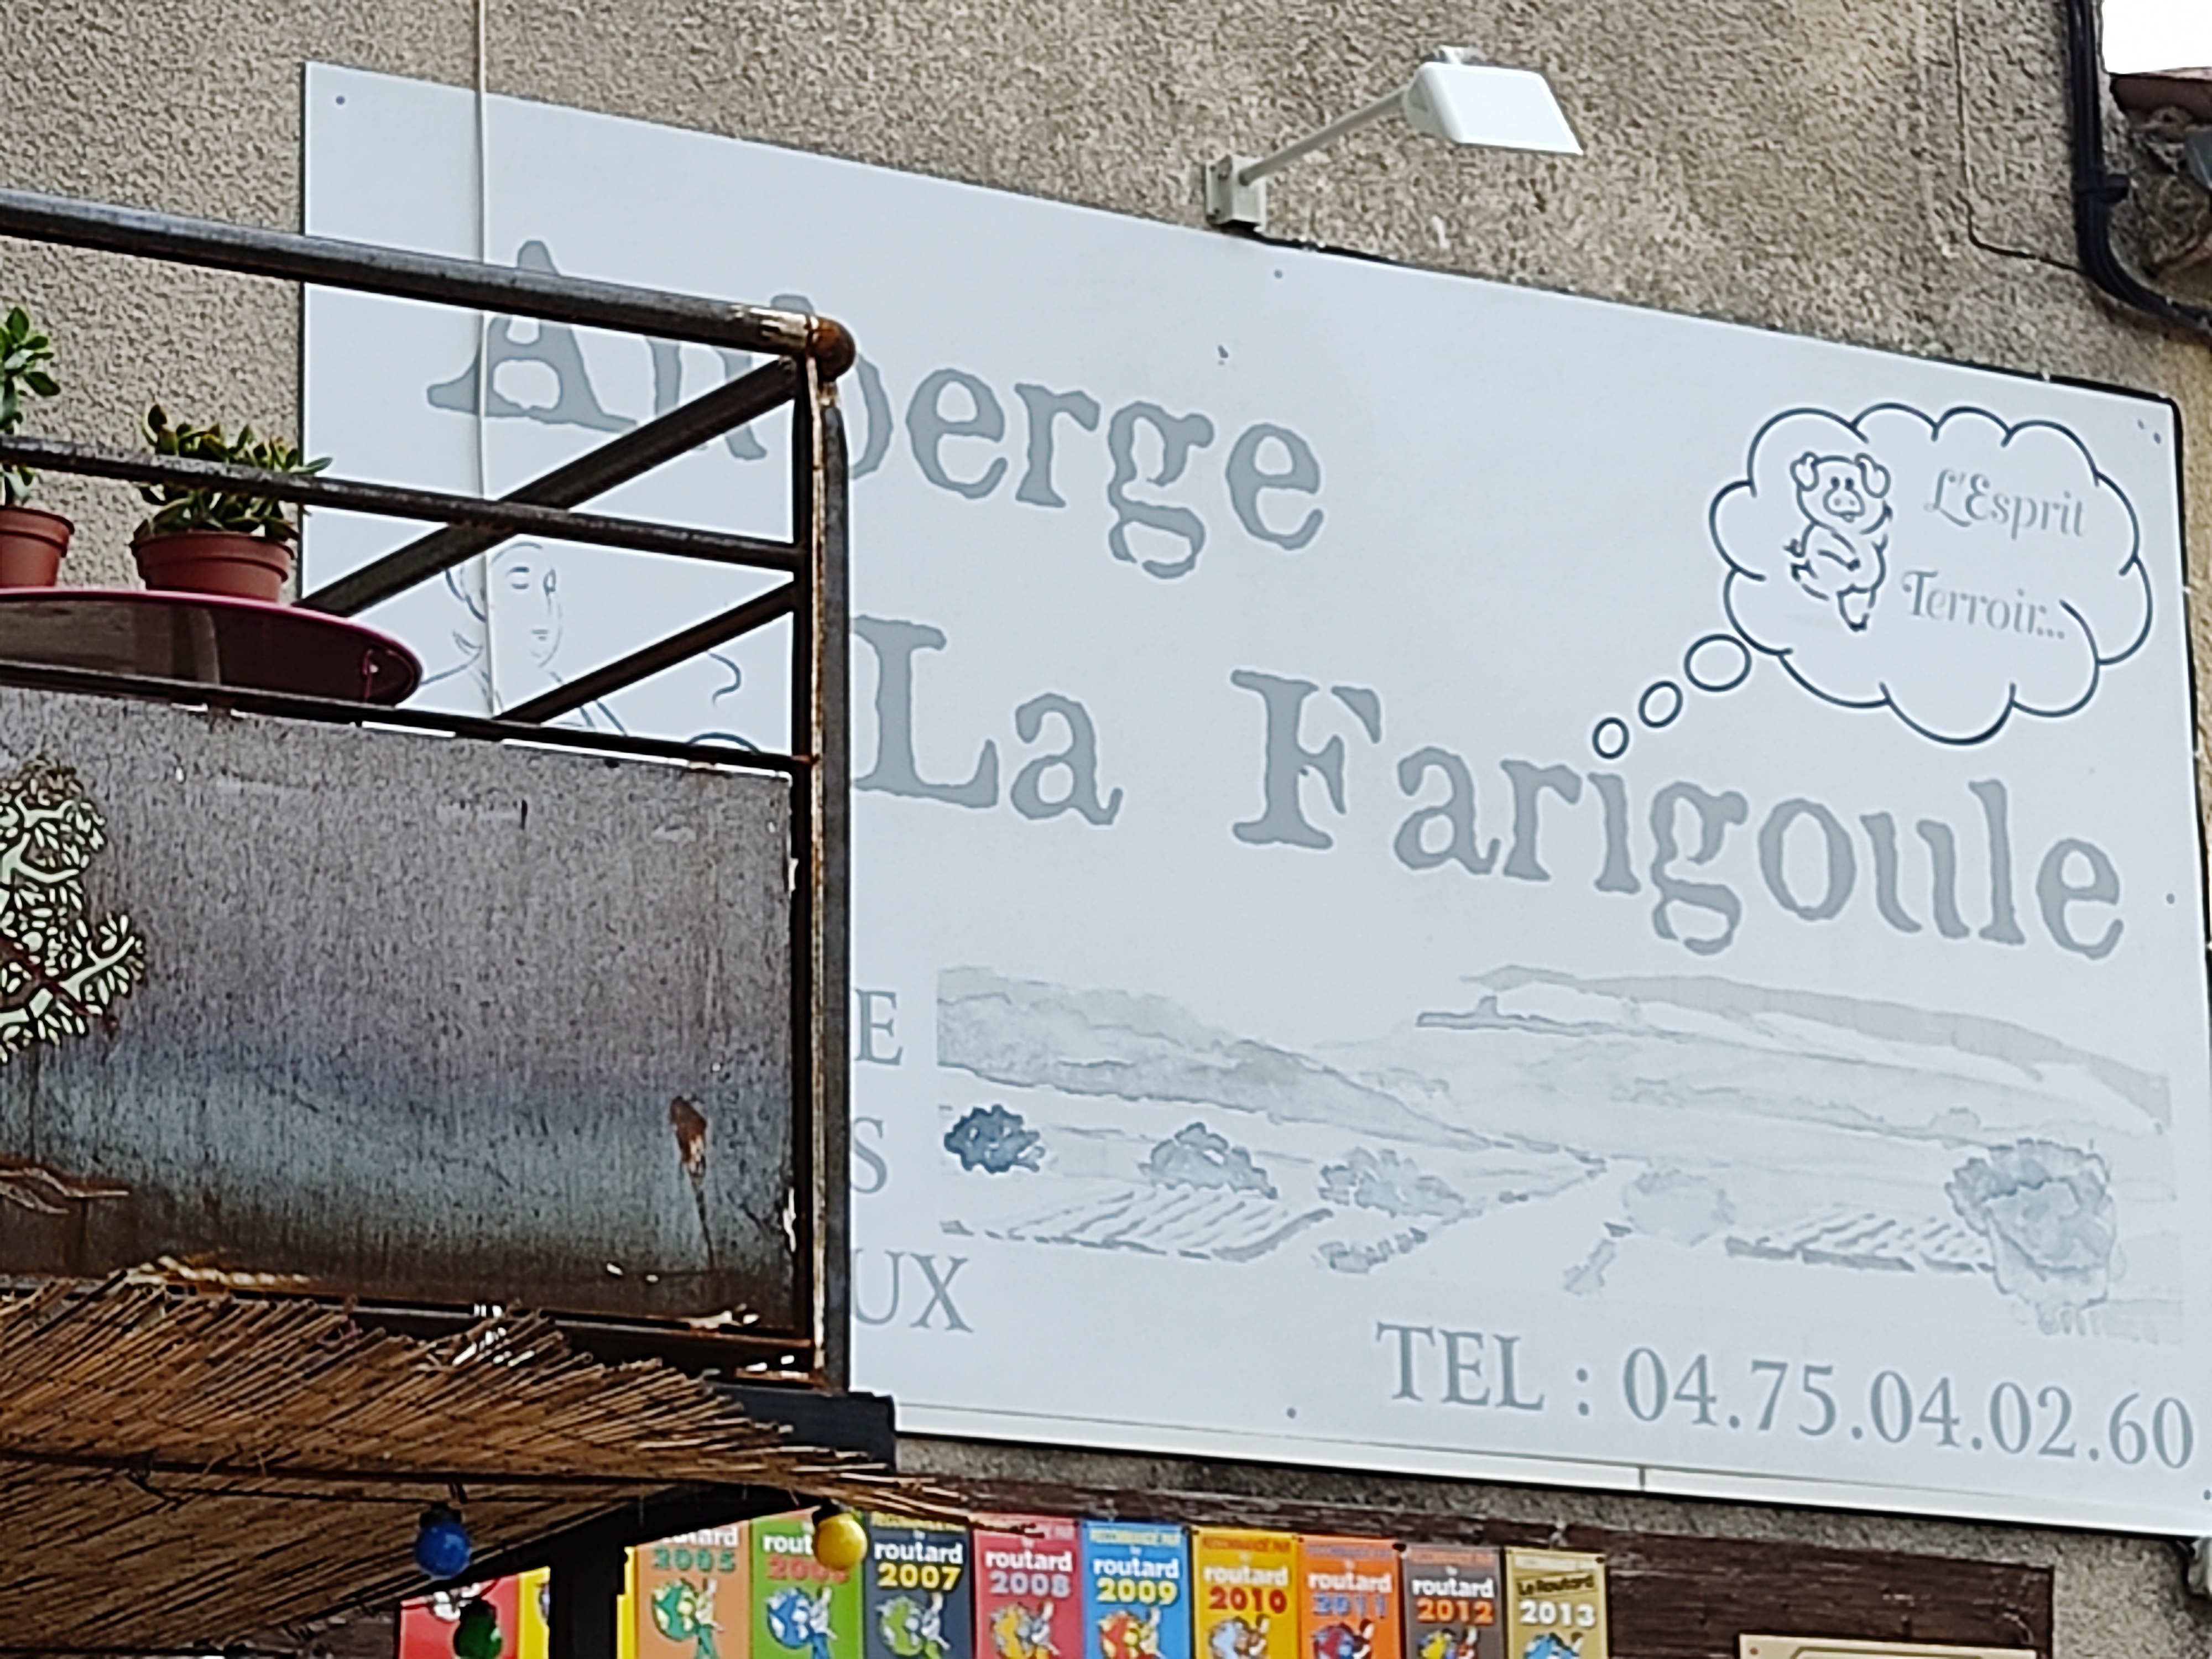 Auberge
La Farigoule
L'Esprit
Terroir...
E
S
UX
TEL : 04.75.04.02.60
routard
2005
routard
2006
routard
2007
routard
2008
routard
2009
routard
2010
routard
2011
routard
2012
Le Routard
2013